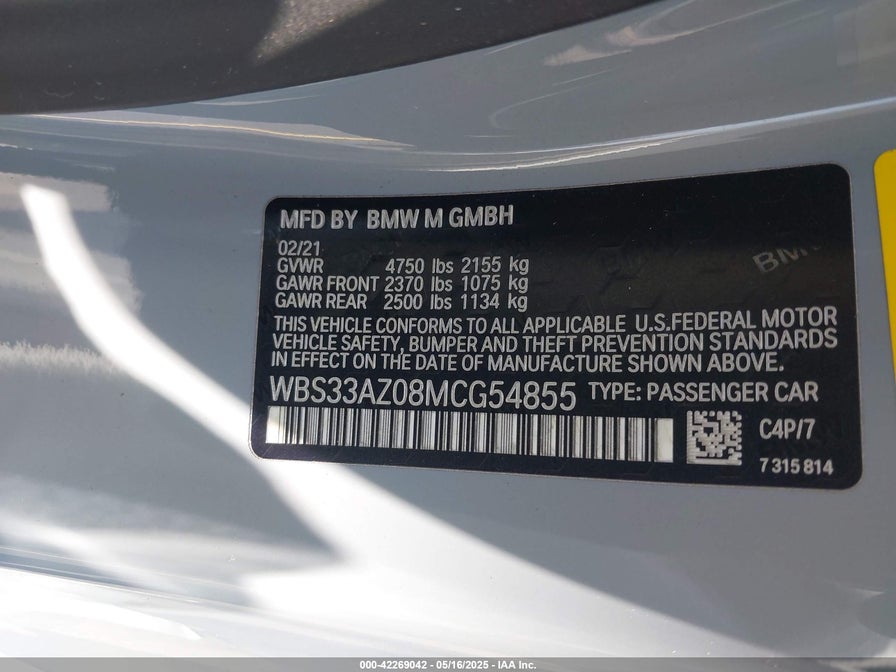 MFD BY BMW M GMBH
02/21
GVWR 4750 lbs 2155 kg
GAWR FRONT 2370 lbs 1075 kg
GAWR REAR 2500 lbs 1134 kg
THIS VEHICLE CONFORMS TO ALL APPLICABLE U.S.FEDERAL MOTOR
VEHICLE SAFETY, BUMPER AND THEFT PREVENTION STANDARDS
IN EFFECT ON THE DATE OF MANUFACTURE SHOWN ABOVE.
WBS33AZ08MCG54855 TYPE: PASSENGER CAR
C4P/7
7 315 814
000-42269042 - 05/16/2025 - IAA Inc.